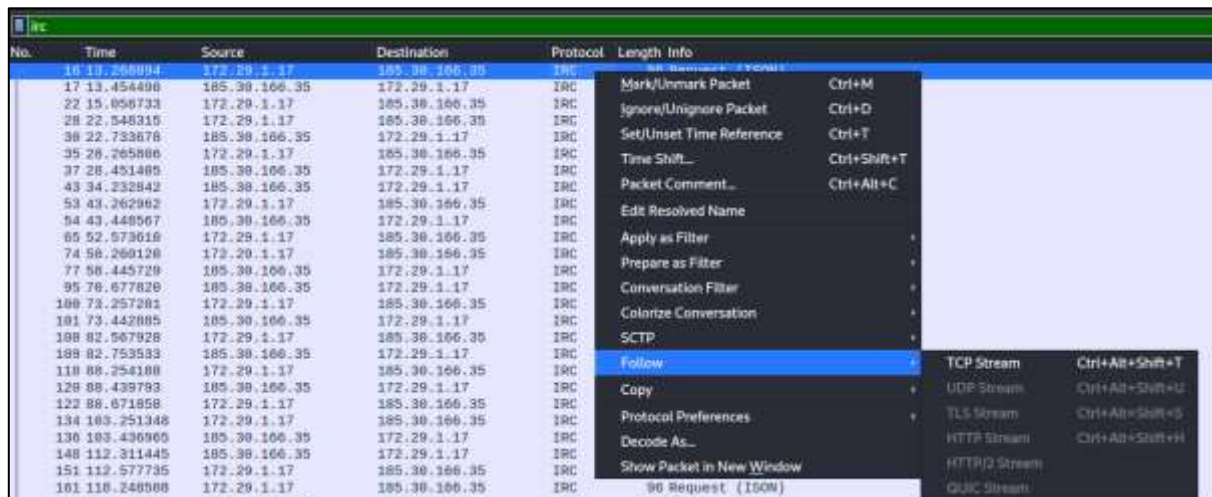 irc
No. Time Source Destination Protocol Length Info
16 13.268894 172.29.1.17 185.30.166.35 IRC 96 Request (ISON)
17 13.454490 185.30.166.35 172.29.1.17 IRC Mark/Unmark Packet Ctrl+M
22 15.058733 172.29.1.17 185.30.166.35 IRC Ignore/Unignore Packet Ctrl+D
28 22.548315 172.29.1.17 185.30.166.35 IRC
30 22.733678 185.30.166.35 172.29.1.17 IRC Set/Unset Time Reference Ctrl+T
35 28.265806 172.29.1.17 185.30.166.35 IRC Time Shift... Ctrl+Shift+T
37 28.451405 185.30.166.35 172.29.1.17 IRC
43 34.232842 185.30.166.35 172.29.1.17 IRC Packet Comment... Ctrl+Alt+C
53 43.262962 172.29.1.17 185.30.166.35 IRC Edit Resolved Name
54 43.448567 185.30.166.35 172.29.1.17 IRC
65 52.573610 172.29.1.17 185.30.166.35 IRC Apply as Filter
74 58.260120 172.29.1.17 185.30.166.35 IRC Prepare as Filter
77 58.445729 185.30.166.35 172.29.1.17 IRC
95 70.677820 185.30.166.35 172.29.1.17 IRC Conversation Filter
100 73.257201 172.29.1.17 185.30.166.35 IRC Colorize Conversation
101 73.442885 185.30.166.35 172.29.1.17 IRC
108 82.567928 172.29.1.17 185.30.166.35 IRC SCTP
109 82.753533 185.30.166.35 172.29.1.17 IRC Follow TCP Stream Ctrl+Alt+Shift+T
118 88.254180 172.29.1.17 185.30.166.35 IRC
120 88.439793 185.30.166.35 172.29.1.17 IRC Copy UDP Stream Ctrl+Alt+Shift+U
122 88.671850 172.29.1.17 185.30.166.35 IRC Protocol Preferences TLS Stream Ctrl+Alt+Shift+S
134 103.251348 172.29.1.17 185.30.166.35 IRC HTTP Stream Ctrl+Alt+Shift+H
136 103.436965 185.30.166.35 172.29.1.17 IRC Decode As...
148 112.311445 172.29.1.17 185.30.166.35 IRC HTTP/2 Stream
151 112.577735 172.29.1.17 185.30.166.35 IRC Show Packet in New Window
161 118.248508 172.29.1.17 185.30.166.35 IRC 96 Request (ISON) QUIC Stream